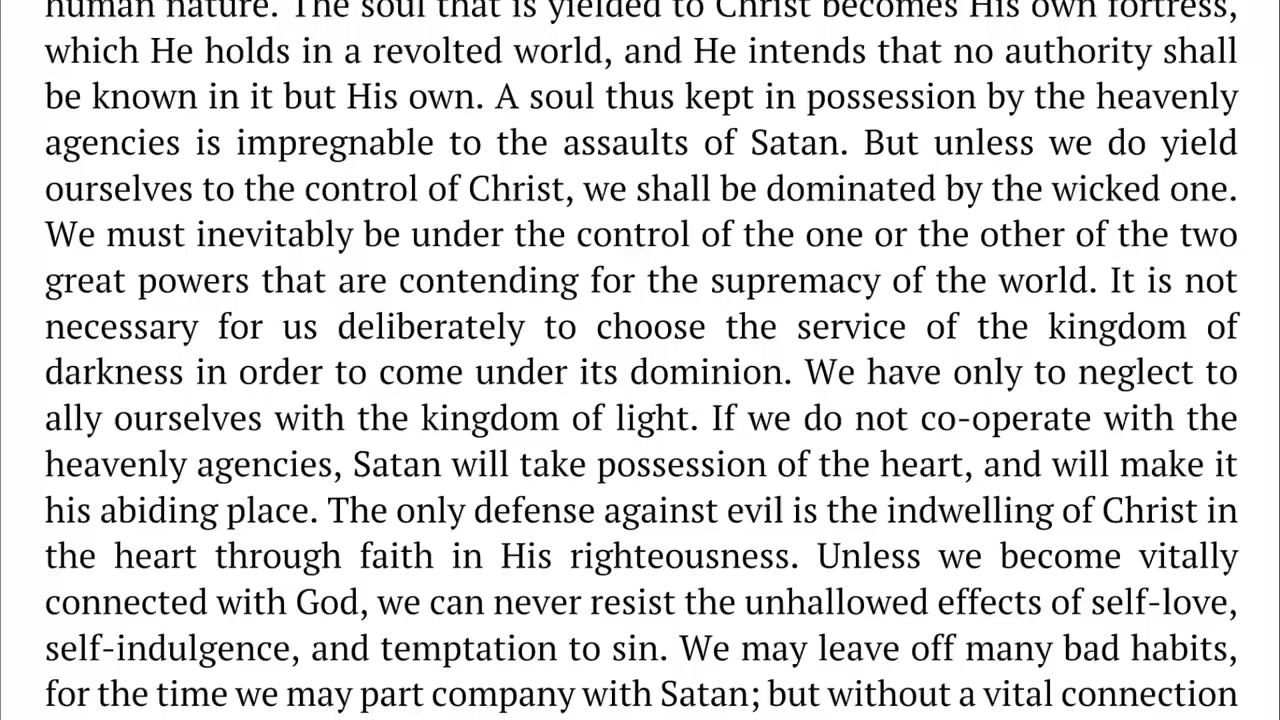 human nature. The soul that is yielded to Christ becomes His own fortress,
which He holds in a revolted world, and He intends that no authority shall
be known in it but His own. A soul thus kept in possession by the heavenly
agencies is impregnable to the assaults of Satan. But unless we do yield
ourselves to the control of Christ, we shall be dominated by the wicked one.
We must inevitably be under the control of the one or the other of the two
great powers that are contending for the supremacy of the world. It is not
necessary for us deliberately to choose the service of the kingdom of
darkness in order to come under its dominion. We have only to neglect to
ally ourselves with the kingdom of light. If we do not co-operate with the
heavenly agencies, Satan will take possession of the heart, and will make it
his abiding place. The only defense against evil is the indwelling of Christ in
the heart through faith in His righteousness. Unless we become vitally
connected with God, we can never resist the unhallowed effects of self-love,
self-indulgence, and temptation to sin. We may leave off many bad habits,
for the time we may part company with Satan; but without a vital connection